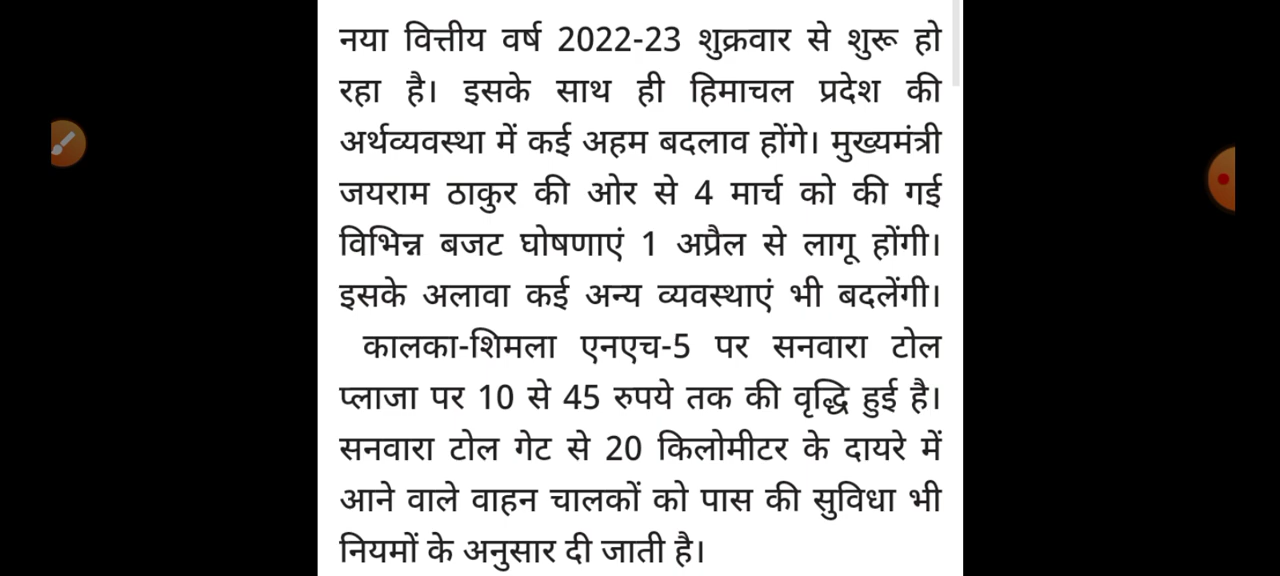 नया वित्तीय वर्ष 2022-23 शुक्रवार से शुरू हो
रहा है। इसके साथ ही हिमाचल प्रदेश की
अर्थव्यवस्था में कई अहम बदलाव होंगे। मुख्यमंत्री
जयराम ठाकुर की ओर से 4 मार्च को की गई
विभिन्न बजट घोषणाएं 1 अप्रैल से लागू होंगी।
इसके अलावा कई अन्य व्यवस्थाएं भी बदलेंगी।
कालका-शिमला एनएच-5 पर सनवारा टोल
प्लाजा पर 10 से 45 रुपये तक की वृद्धि हुई है।
सनवारा टोल गेट से 20 किलोमीटर के दायरे में
आने वाले वाहन चालकों को पास की सुविधा भी
नियमों के अनुसार दी जाती है।